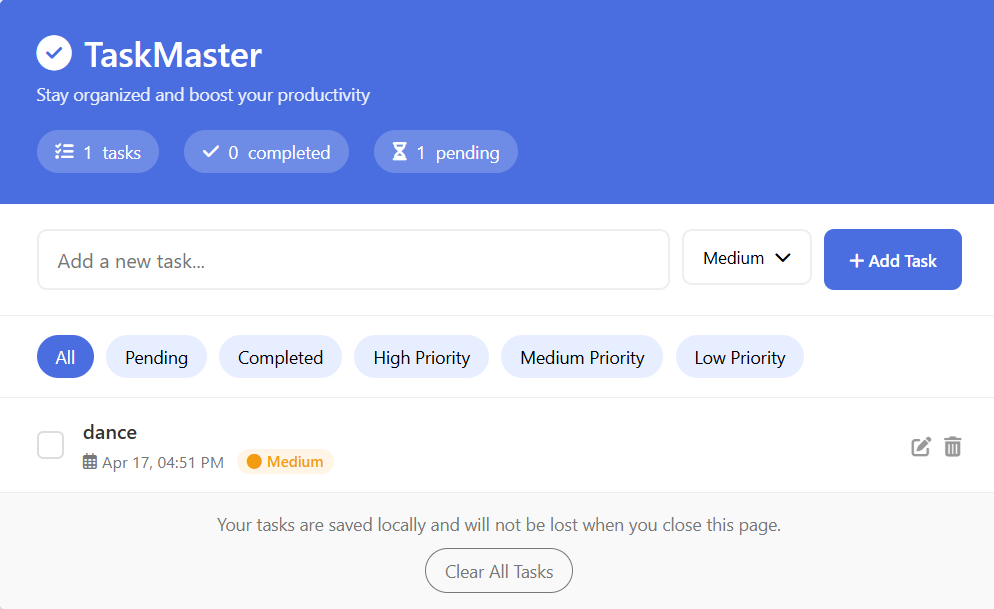 TaskMaster
Stay organized and boost your productivity
1 tasks 0 completed 1 pending
Add a new task... Medium + Add Task
All Pending Completed High Priority Medium Priority Low Priority
dance
Apr 17, 04:51 PM Medium
Your tasks are saved locally and will not be lost when you close this page.
Clear All Tasks